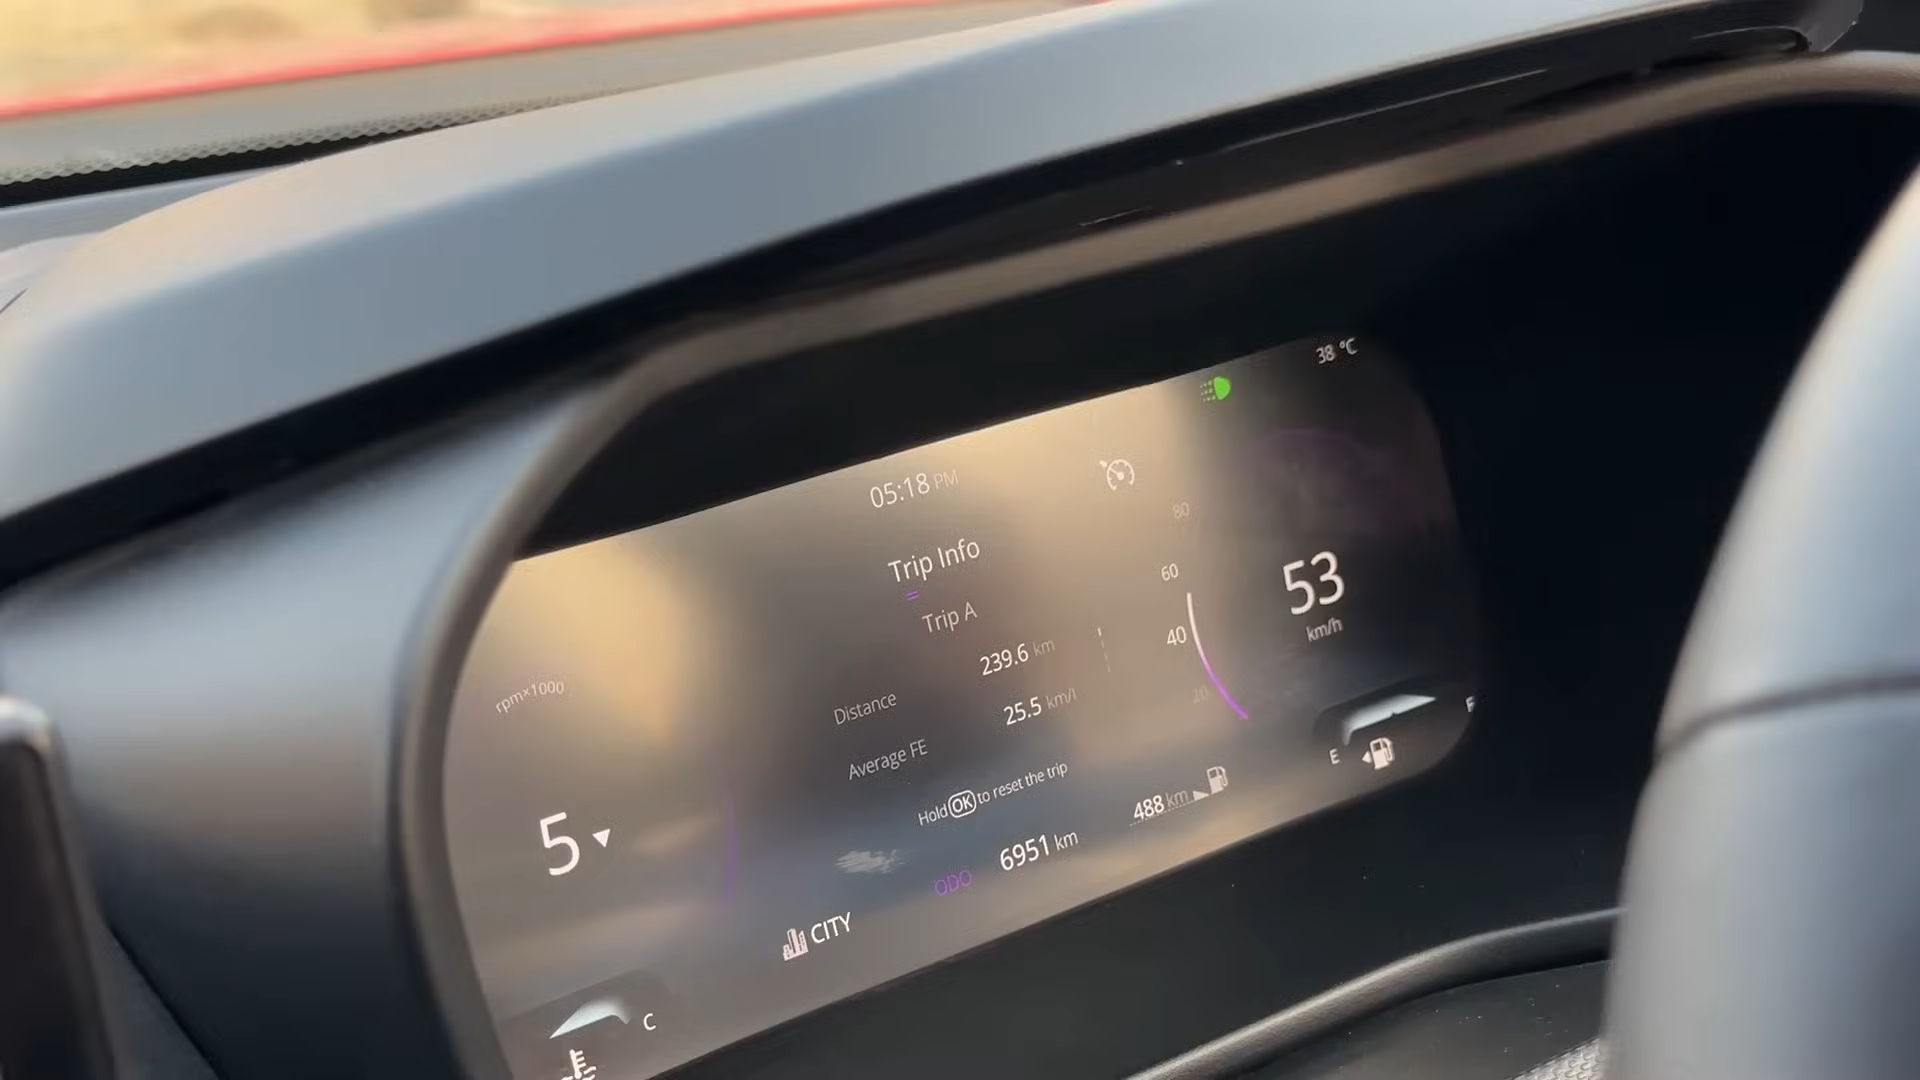 38 °C
05:18 PM
Trip Info
Trip A
Distance 239.6 km
Average FE 25.5 km/l
Hold OK to reset the trip
ODO 6951 km
488 km
CITY
rpm×1000
5
C
80
60
40
20
53
km/h
E F